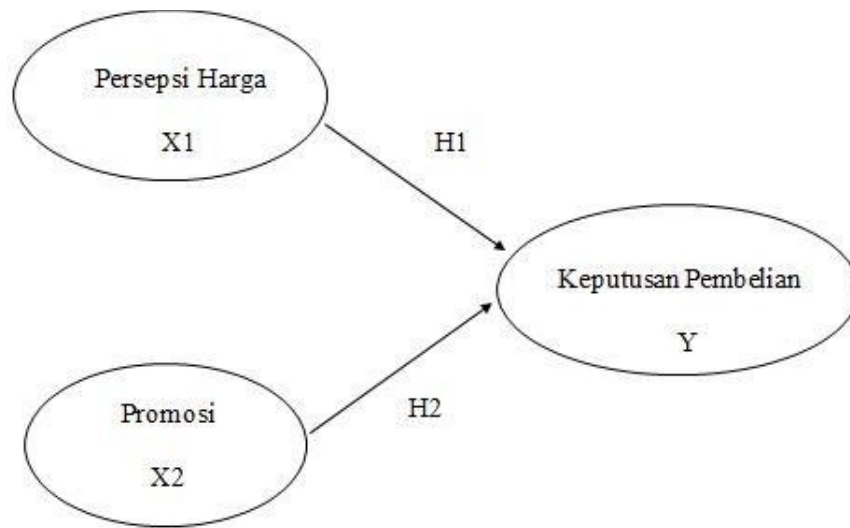 Persepsi Harga
X1
H1
Keputusan Pembelian
Y
Promosi
X2
H2